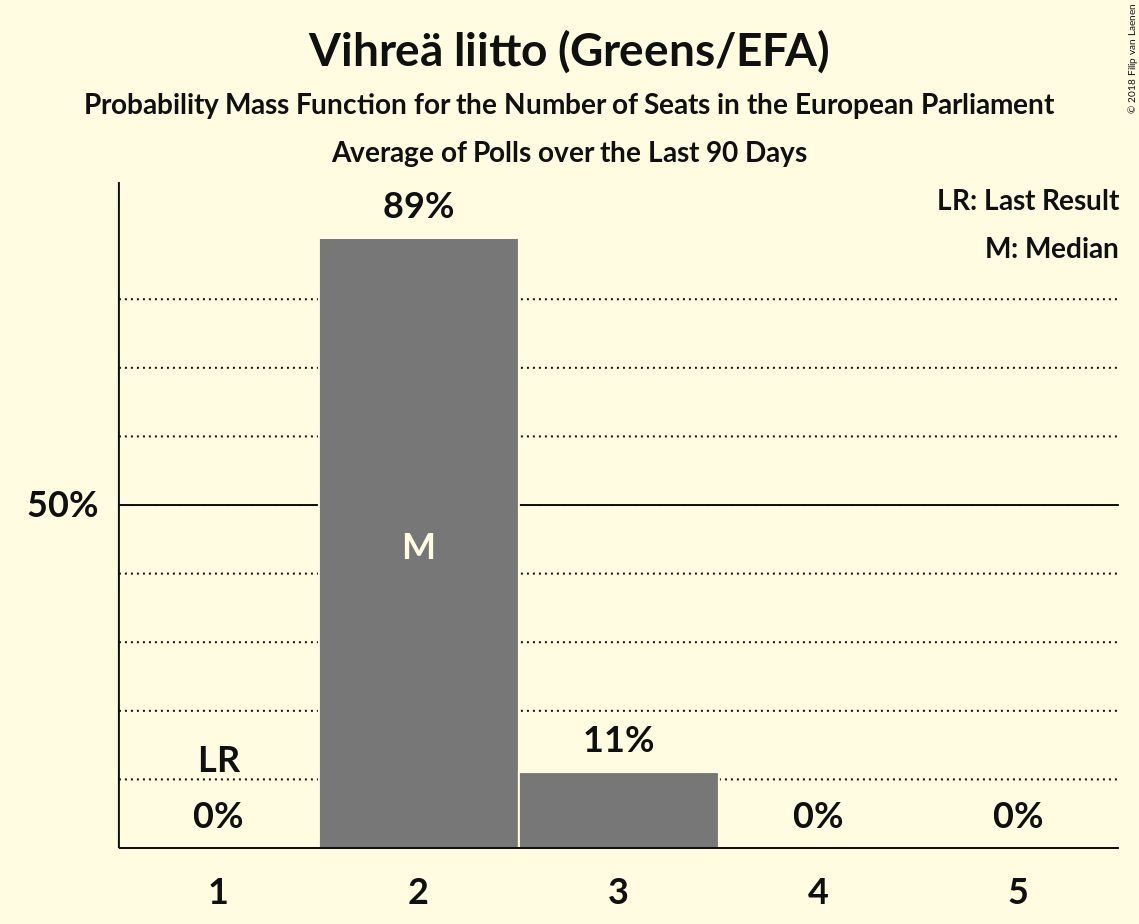 Vihreä liitto (Greens/EFA)
Probability Mass Function for the Number of Seats in the European Parliament
Average of Polls over the Last 90 Days
© 2018 Filip van Laenen
LR: Last Result
M: Median
89%
50%
M
11%
LR
0%
0%
0%
1
2
3
4
5